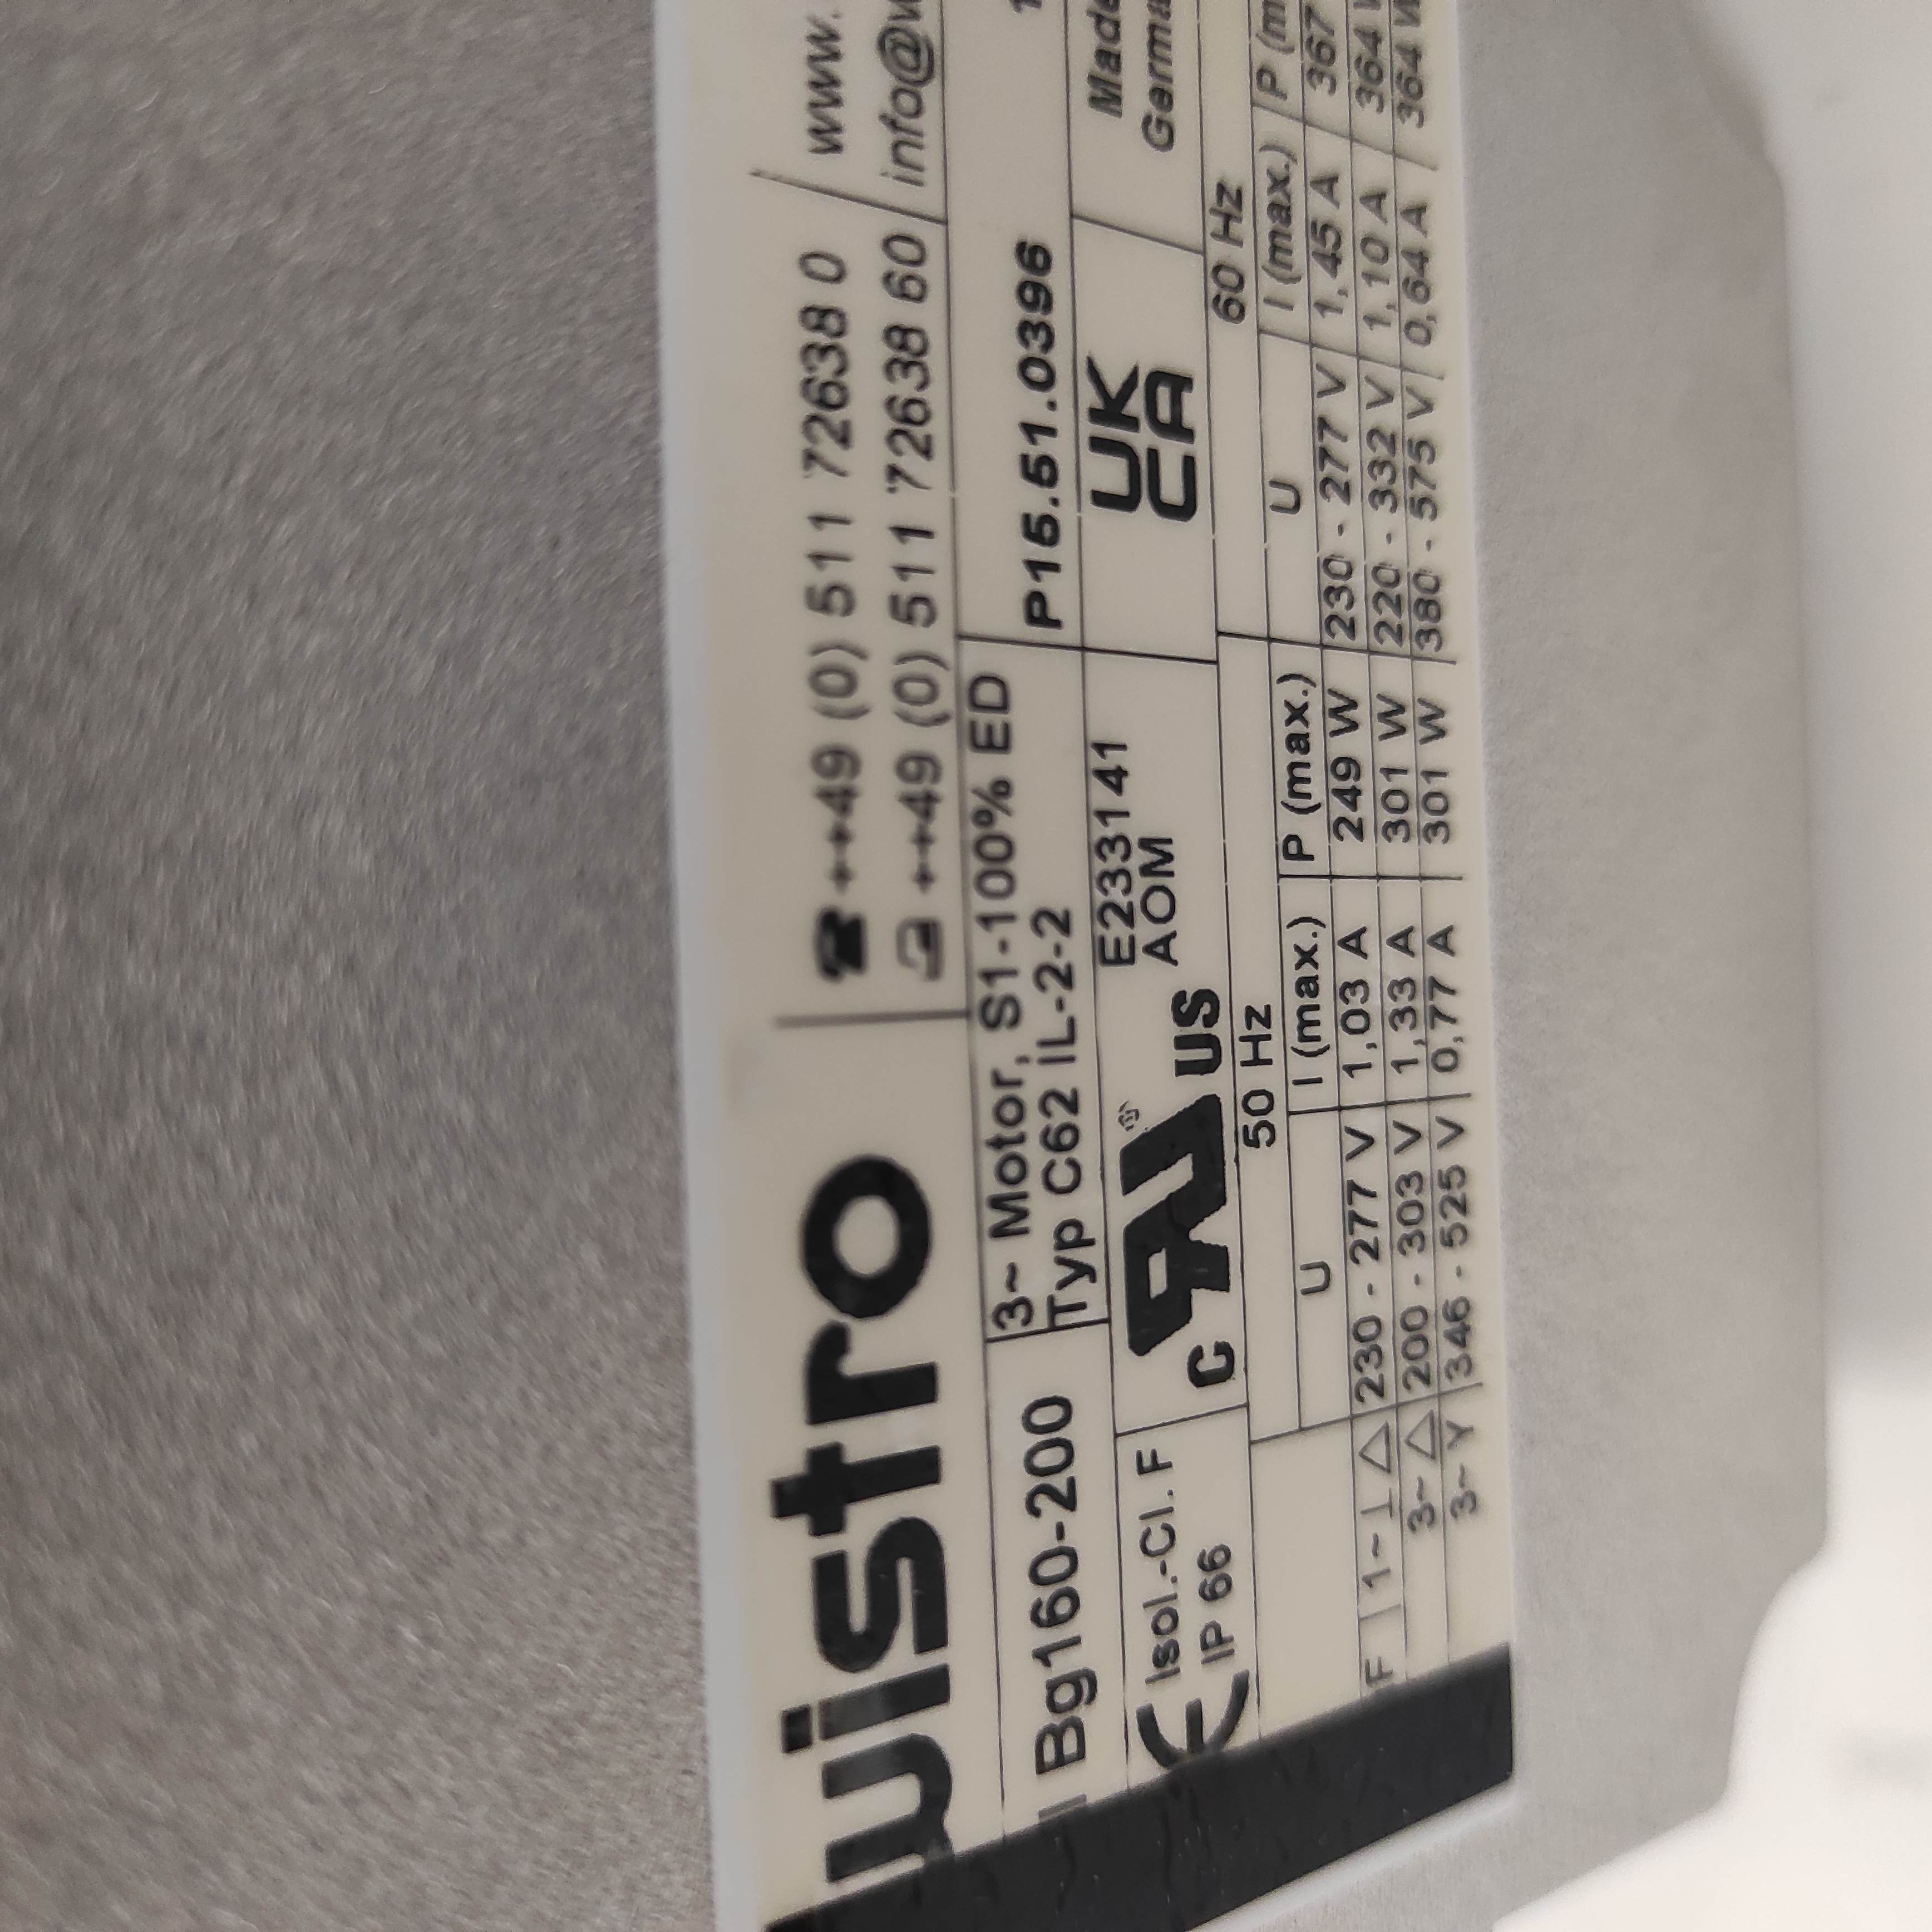 wistro
☎ ++49 (0) 511 72638 0
++49 (0) 511 72638 60
www.
Bg160-200
3~ Motor, S1-100% ED
Typ C62 IL-2-2
P15.51.0396
CE Isol.-Cl. F
IP 66
c US
E233141
AOM
UK
CA
Made
50 Hz 60 Hz
U I (max.) P (max.) U I (max.)
F 1~ ⊥ △ 230 - 277 V 1,03 A 249 W 230 - 277 V 1,45 A 367
3~ △ 200 - 303 V 1,33 A 301 W 220 - 332 V 1,10 A 364
3~ Y 346 - 525 V 0,77 A 301 W 380 - 575 V 0,64 A 364 W